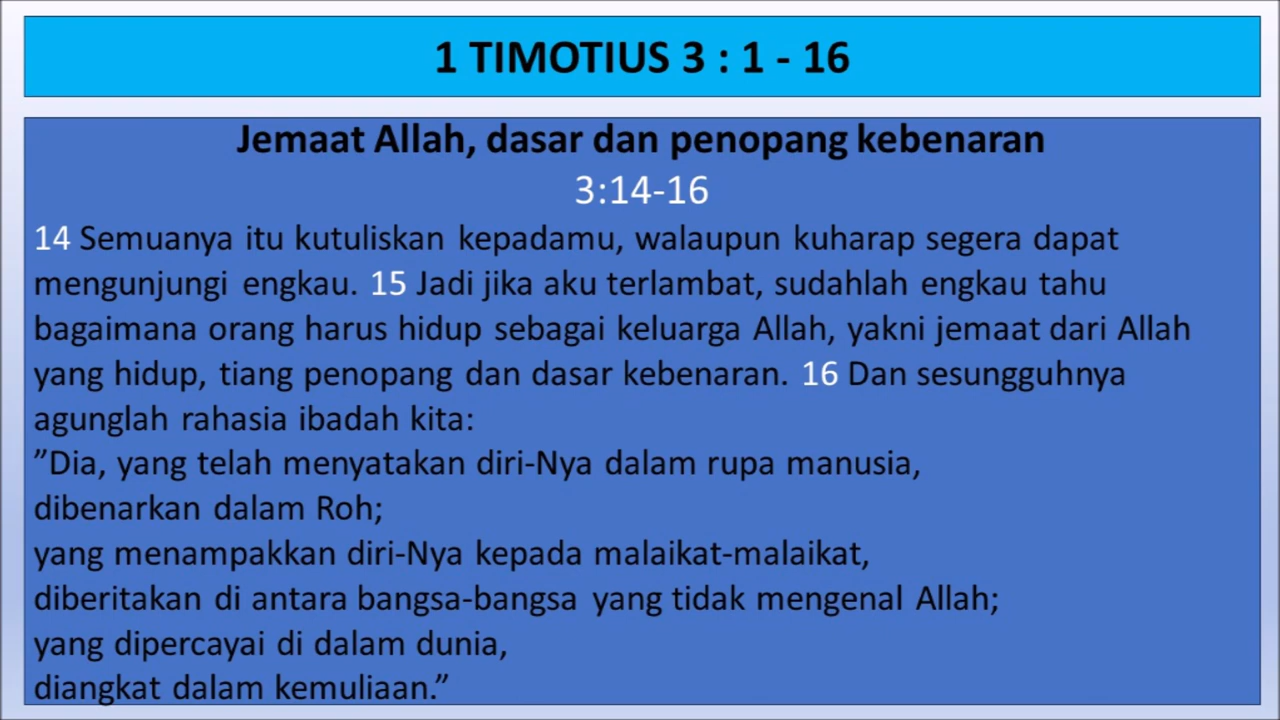 1 TIMOTIUS 3 : 1 - 16
Jemaat Allah, dasar dan penopang kebenaran
3:14-16
14 Semuanya itu kutuliskan kepadamu, walaupun kuharap segera dapat
mengunjungi engkau. 15 Jadi jika aku terlambat, sudahlah engkau tahu
bagaimana orang harus hidup sebagai keluarga Allah, yakni jemaat dari Allah
yang hidup, tiang penopang dan dasar kebenaran. 16 Dan sesungguhnya
agunglah rahasia ibadah kita:
”Dia, yang telah menyatakan diri-Nya dalam rupa manusia,
dibenarkan dalam Roh;
yang menampakkan diri-Nya kepada malaikat-malaikat,
diberitakan di antara bangsa-bangsa yang tidak mengenal Allah;
yang dipercayai di dalam dunia,
diangkat dalam kemuliaan.”